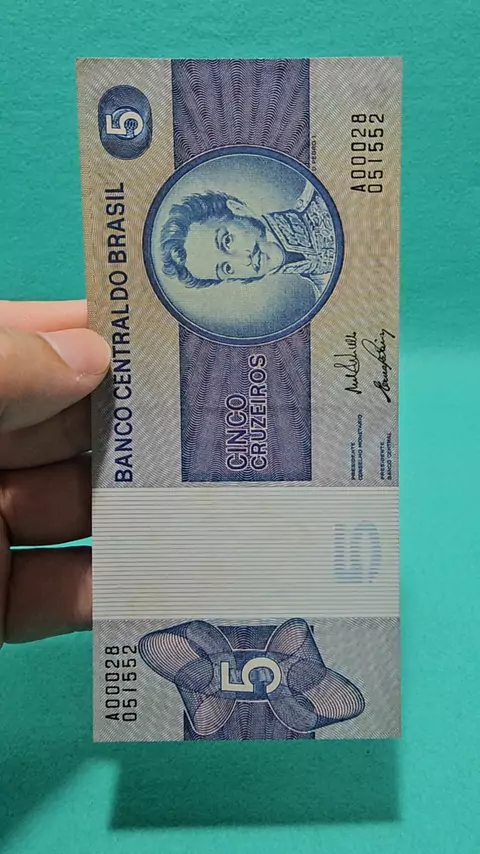 5
BANCO CENTRAL DO BRASIL
D. PEDRO I
A00028
051552
CINCO
CRUZEIROS
PRESIDENTE
CONSELHO MONETÁRIO
PRESIDENTE
BANCO CENTRAL
5
A00028
051552
5